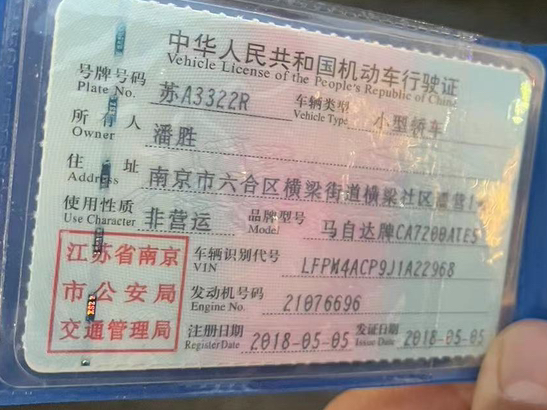 中华人民共和国机动车行驶证
Vehicle License of the People's Republic of China
号牌号码 苏A3322R 车辆类型 小型轿车
Plate No. Vehicle Type
所有人 潘胜
Owner
住址 南京市六合区横梁街道横梁社区潘营
Address
使用性质 非营运 品牌型号 马自达牌CA7200ATE5
Use Character Model
江苏省南京 车辆识别代号 LFPM4ACP9J1A22968
VIN
市公安局 发动机号码 21076696
Engine No.
交通管理局 注册日期 2018-05-05 发证日期 2018-05-05
Register Date Issue Date